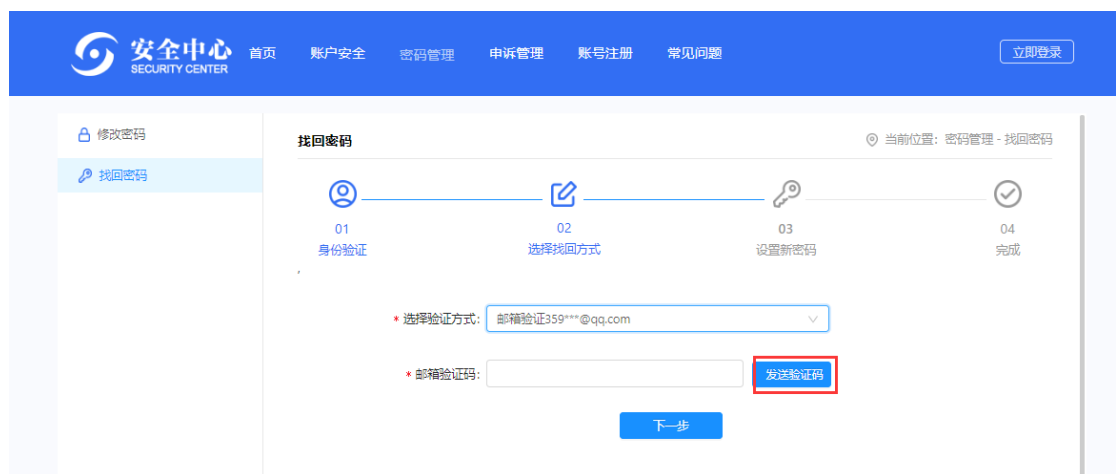 安全中心
SECURITY CENTER
首页 账户安全 密码管理 申诉管理 账号注册 常见问题 立即登录
修改密码
找回密码
找回密码 当前位置：密码管理 - 找回密码
01 02 03 04
身份验证 选择找回方式 设置新密码 完成
* 选择验证方式： 邮箱验证359***@qq.com
* 邮箱验证码： 发送验证码
下一步